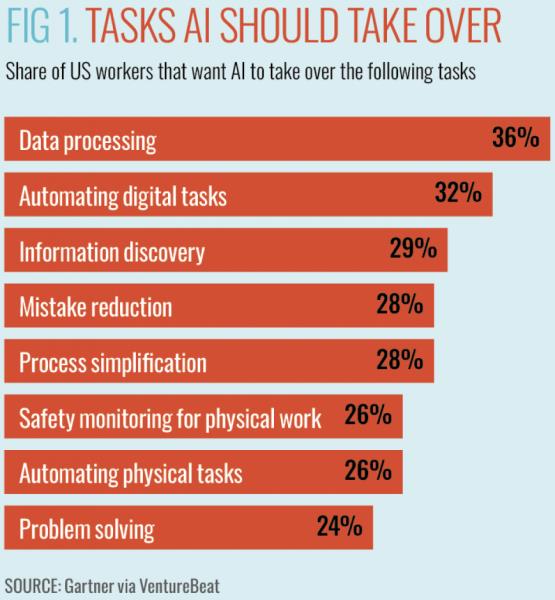 FIG 1. TASKS AI SHOULD TAKE OVER
Share of US workers that want AI to take over the following tasks
Data processing 36%
Automating digital tasks 32%
Information discovery 29%
Mistake reduction 28%
Process simplification 28%
Safety monitoring for physical work 26%
Automating physical tasks 26%
Problem solving 24%
SOURCE: Gartner via VentureBeat